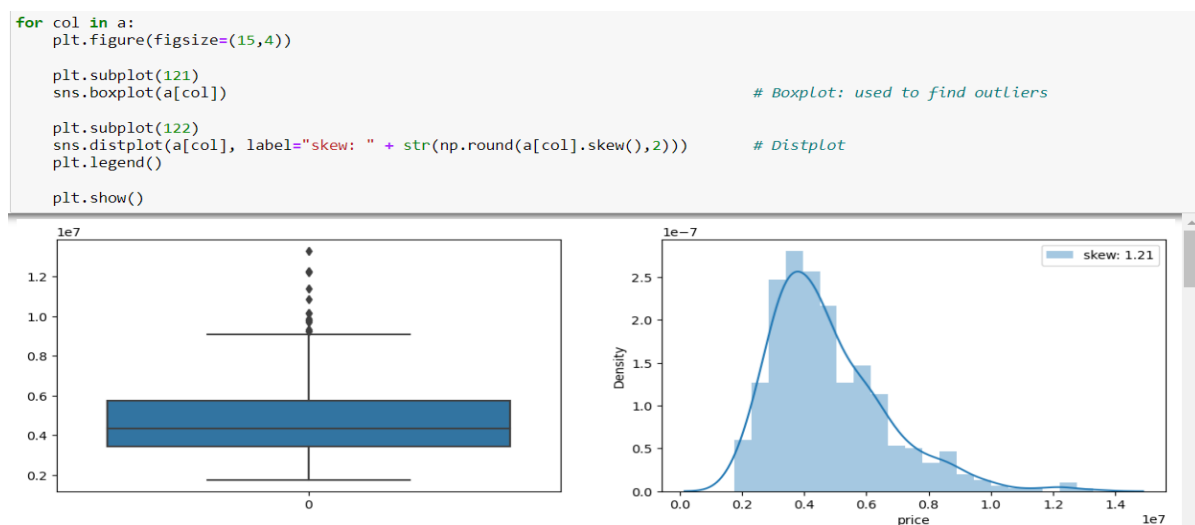 for col in a:
    plt.figure(figsize=(15,4))
    plt.subplot(121)
    sns.boxplot(a[col])                                                # Boxplot: used to find outliers
    plt.subplot(122)
    sns.distplot(a[col], label="skew: " + str(np.round(a[col].skew(),2)))        # Distplot
    plt.legend()
    plt.show()
1e7
1.2
1.0
0.8
0.6
0.4
0.2
0
1e−7
skew: 1.21
2.5
2.0
1.5
1.0
0.5
0.0
Density
0.0 0.2 0.4 0.6 0.8 1.0 1.2 1.4
price
1e7